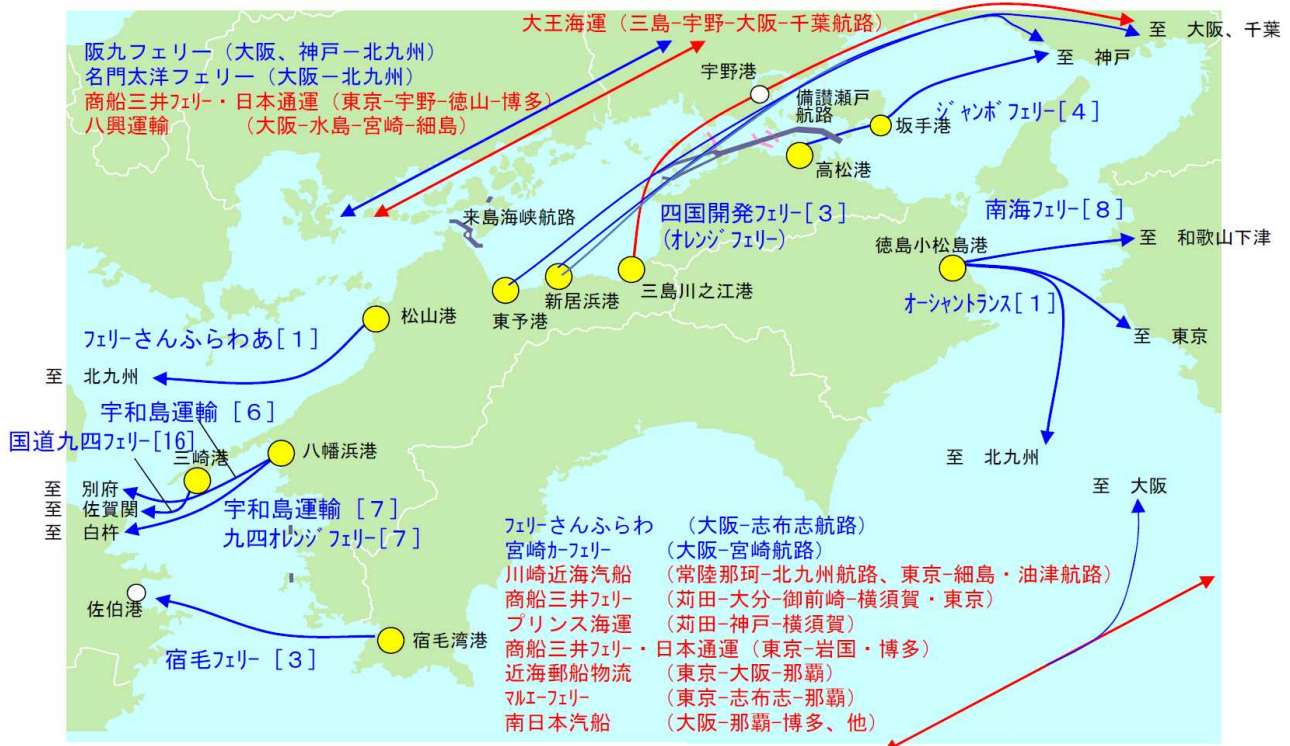 大王海運（三島-宇野-大阪-千葉航路）
至　大阪、千葉
阪九フェリー（大阪、神戸－北九州）
名門太洋フェリー（大阪－北九州）
商船三井ﾌｪﾘｰ・日本通運（東京-宇野-徳山-博多）
八興運輸　　　　（大阪-水島-宮崎-細島）
至　神戸
宇野港
備讃瀬戸
航路
ｼﾞｬﾝﾎﾞﾌｪﾘｰ［４］
坂手港
高松港
来島海峡航路
四国開発ﾌｪﾘｰ［３］
（ｵﾚﾝｼﾞﾌｪﾘｰ）
南海ﾌｪﾘｰ［８］
徳島小松島港
至　和歌山下津
三島川之江港
新居浜港
東予港
松山港
ｵｰｼｬﾝﾄﾗﾝｽ［１］
至　東京
ﾌｪﾘｰさんふらわあ［１］
至　北九州
宇和島運輸［６］
国道九四ﾌｪﾘｰ[16]
三崎港
八幡浜港
至　北九州
至　別府
至　佐賀関
至　臼杵
宇和島運輸［７］
九四ｵﾚﾝｼﾞﾌｪﾘｰ[７]
至　大阪
ﾌｪﾘｰさんふらわ　（大阪-志布志航路）
宮崎ｶｰﾌｪﾘｰ　（大阪-宮崎航路）
川崎近海汽船　（常陸那珂-北九州航路、東京-細島・油津航路）
商船三井ﾌｪﾘｰ　（苅田-大分-御前崎-横須賀・東京）
プリンス海運　（苅田-神戸-横須賀）
商船三井ﾌｪﾘｰ・日本通運（東京-岩国・博多）
近海郵船物流　（東京-大阪-那覇）
ﾏﾙｴｰﾌｪﾘｰ　（東京-志布志-那覇）
南日本汽船　（大阪-那覇-博多、他）
佐伯港
宿毛湾港
宿毛ﾌｪﾘｰ［３］